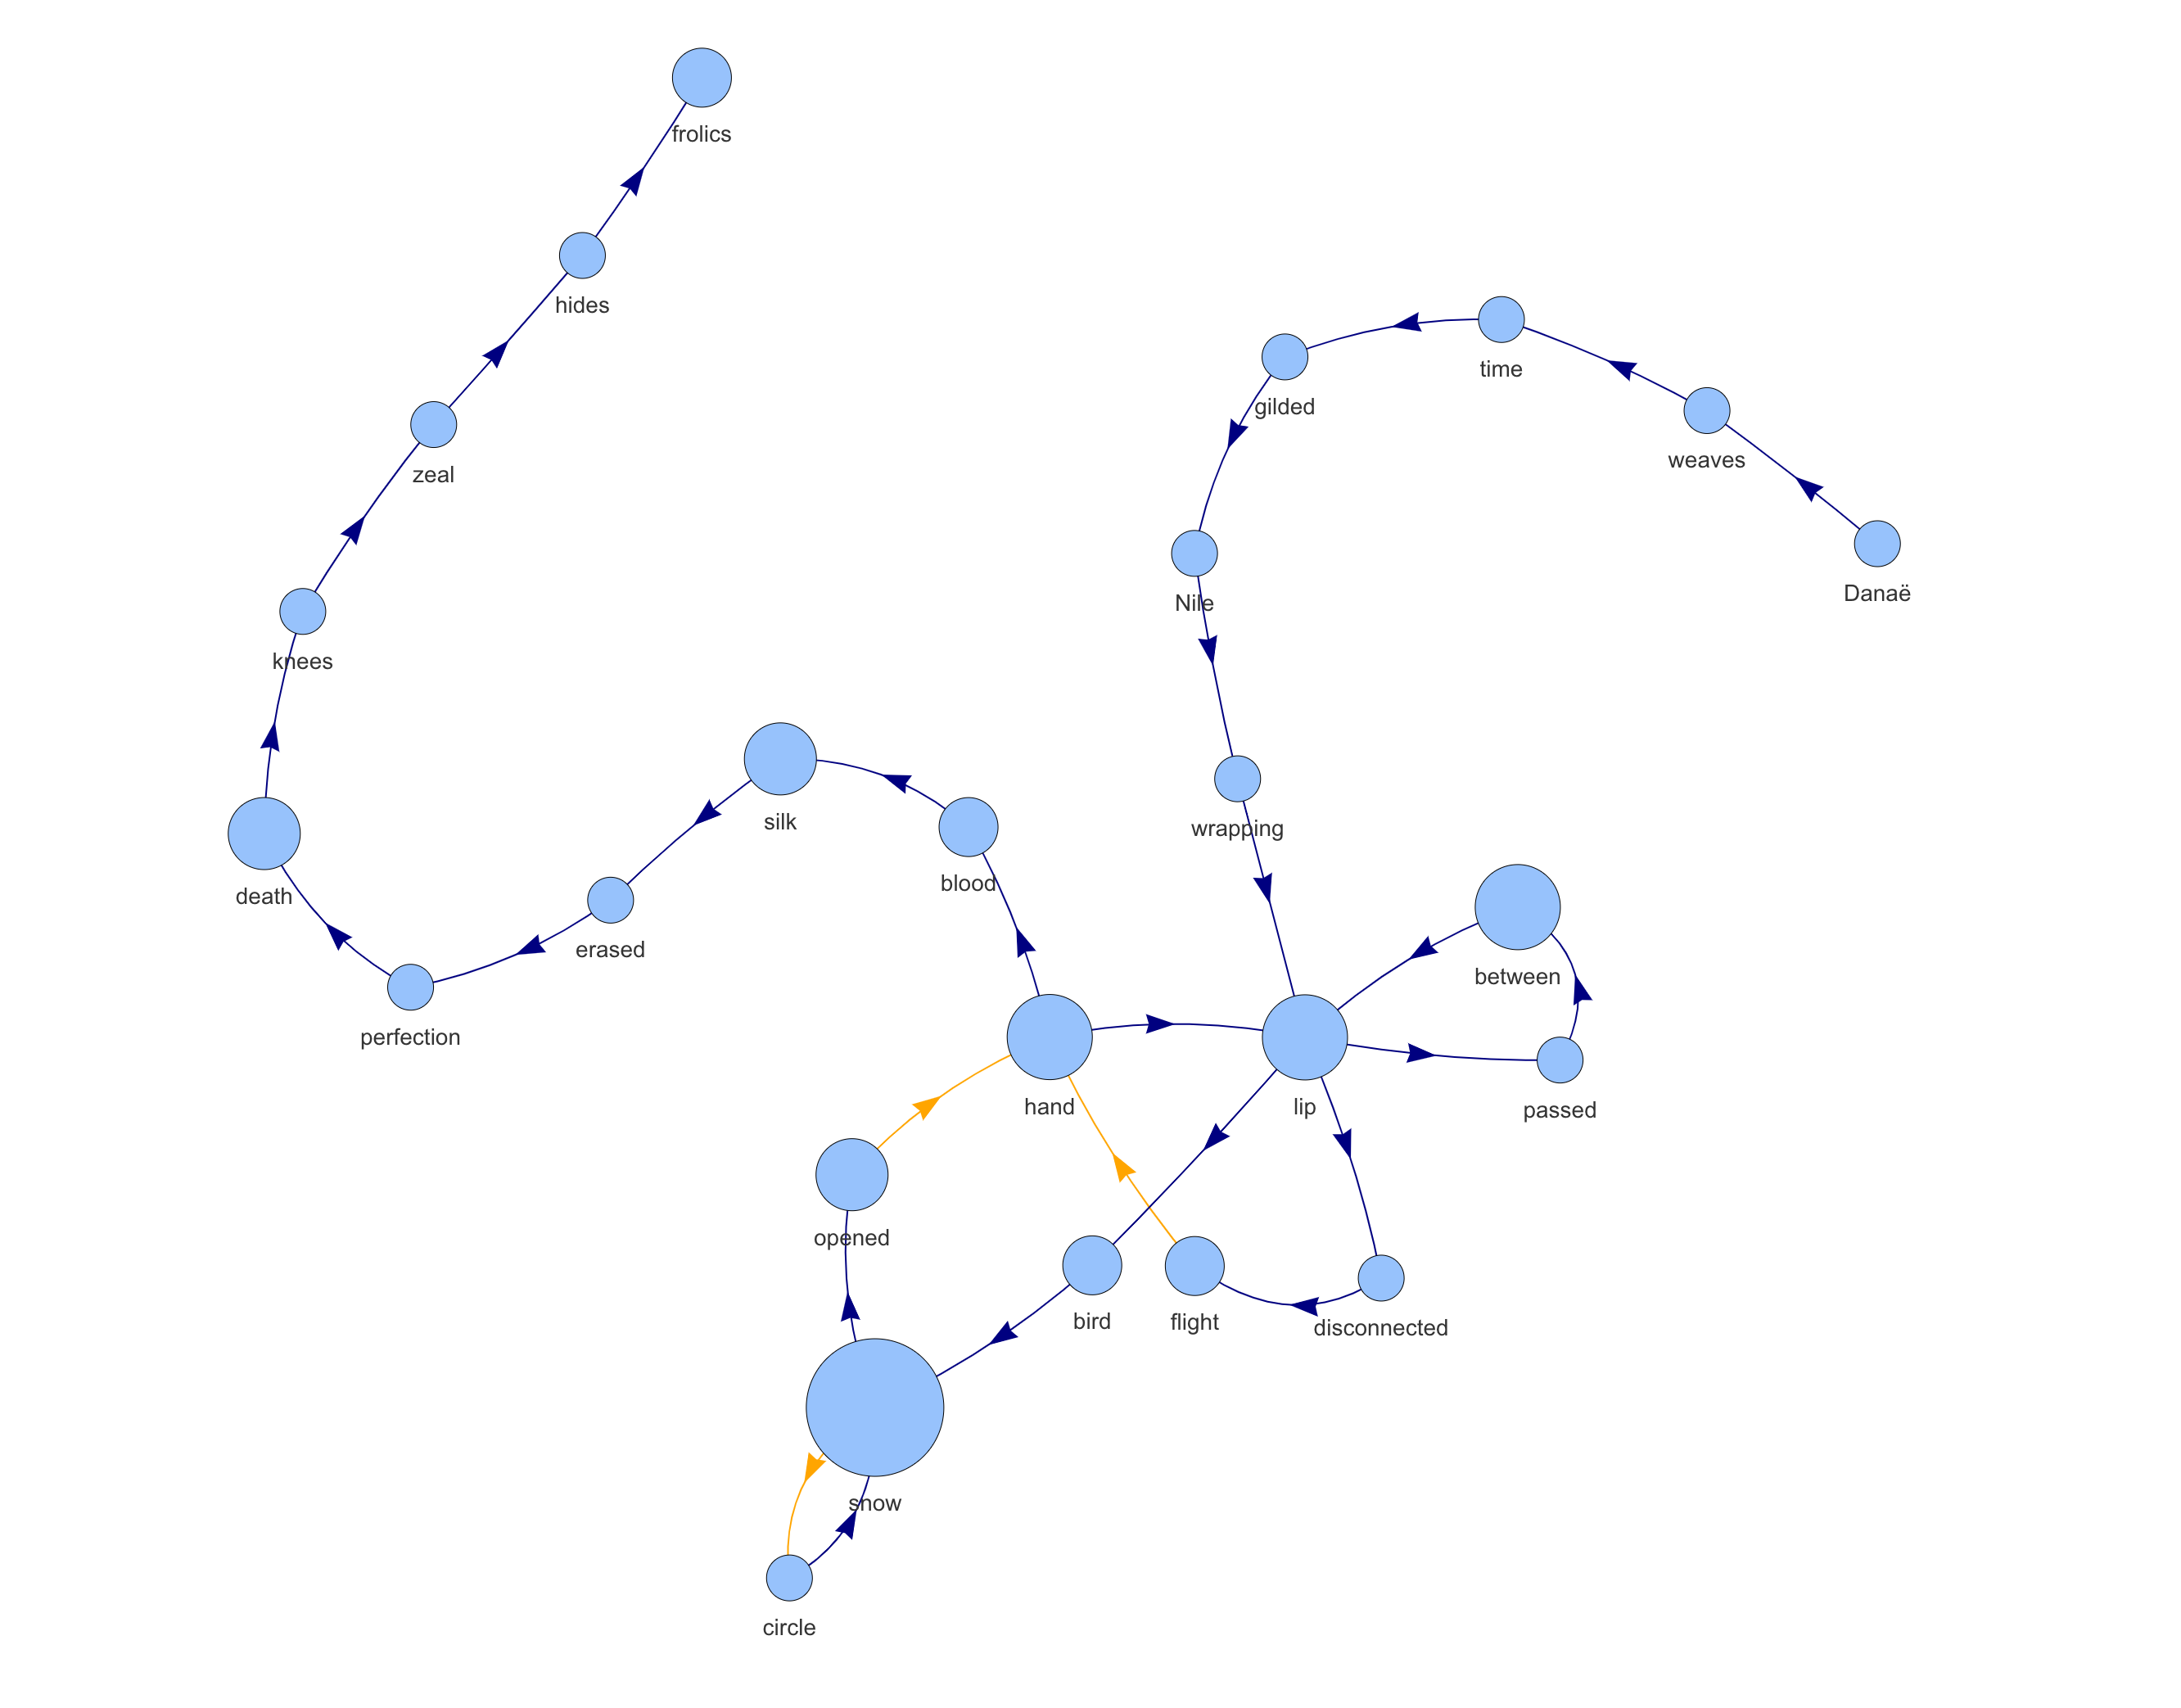 frolics
hides
time
gilded
weaves
zeal
Danaë
Nile
knees
silk
wrapping
blood
death
erased
between
perfection
hand
lip
passed
opened
bird
flight
disconnected
snow
circle